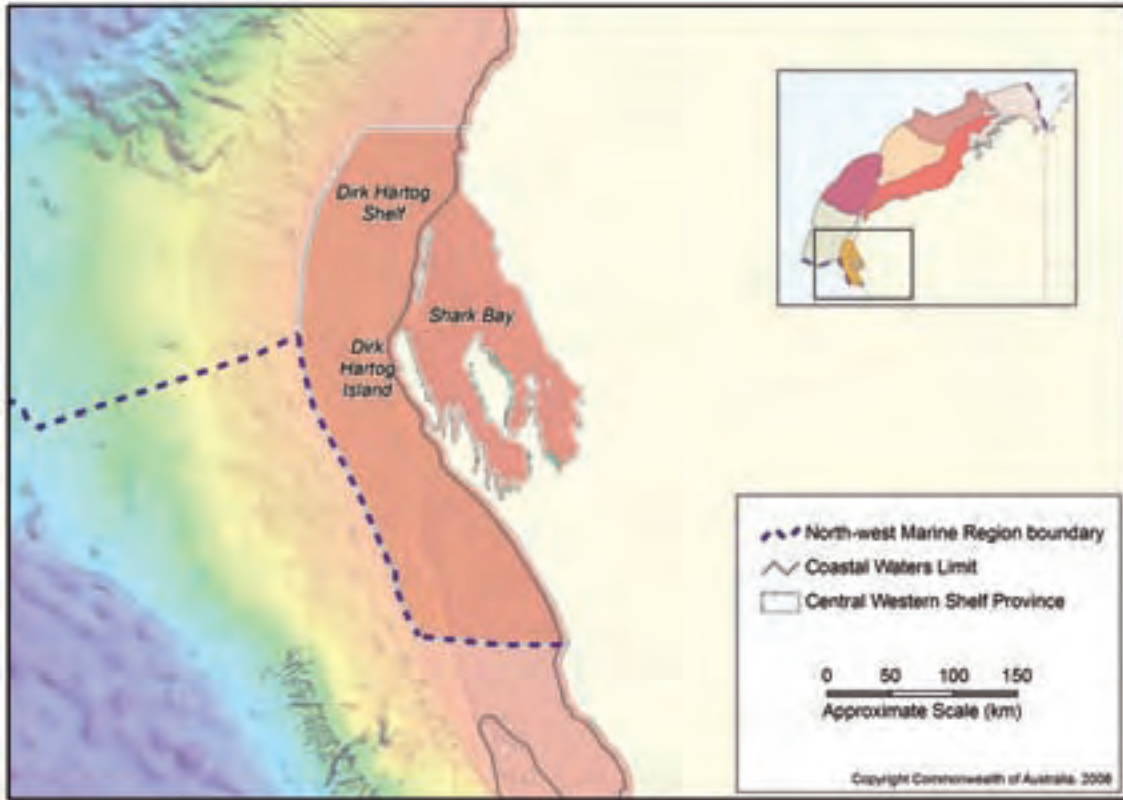 Dirk Hartog
Shelf
Shark Bay
Dirk
Hartog
Island
North-west Marine Region boundary
Coastal Waters Limit
Central Western Shelf Province
0 50 100 150
Approximate Scale (km)
Copyright Commonwealth of Australia, 2008